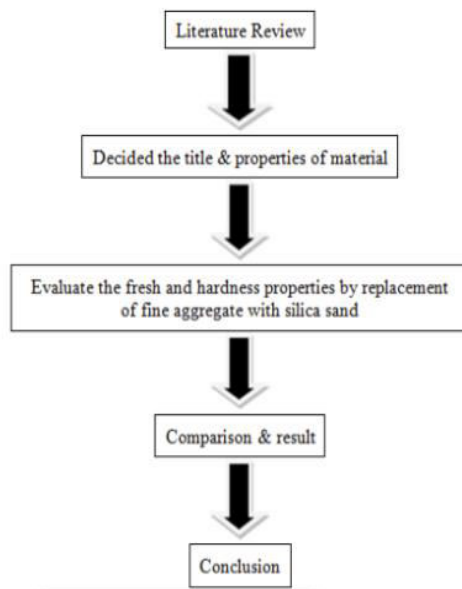 Literature Review
Decided the title & properties of material
Evaluate the fresh and hardness properties by replacement
of fine aggregate with silica sand
Comparison & result
Conclusion